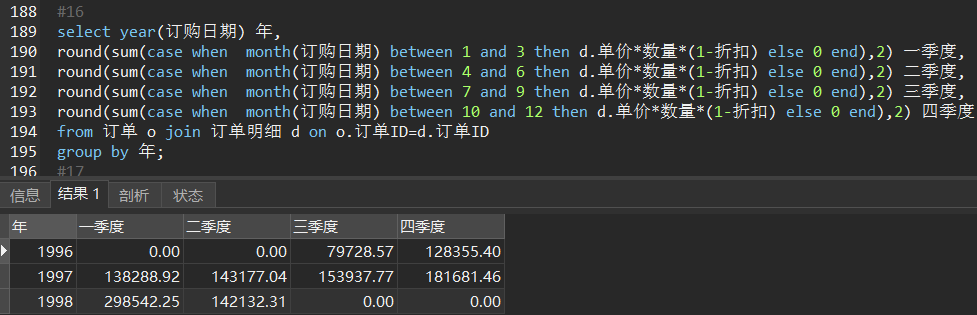 188 #16
189 select year(订购日期) 年,
190 round(sum(case when  month(订购日期) between 1 and 3 then d.单价*数量*(1-折扣) else 0 end),2) 一季度,
191 round(sum(case when  month(订购日期) between 4 and 6 then d.单价*数量*(1-折扣) else 0 end),2) 二季度,
192 round(sum(case when  month(订购日期) between 7 and 9 then d.单价*数量*(1-折扣) else 0 end),2) 三季度,
193 round(sum(case when  month(订购日期) between 10 and 12 then d.单价*数量*(1-折扣) else 0 end),2) 四季度
194 from 订单 o join 订单明细 d on o.订单ID=d.订单ID
195 group by 年;
196 #17
信息 结果 1 剖析 状态
年 一季度 二季度 三季度 四季度
1996 0.00 0.00 79728.57 128355.40
1997 138288.92 143177.04 153937.77 181681.46
1998 298542.25 142132.31 0.00 0.00